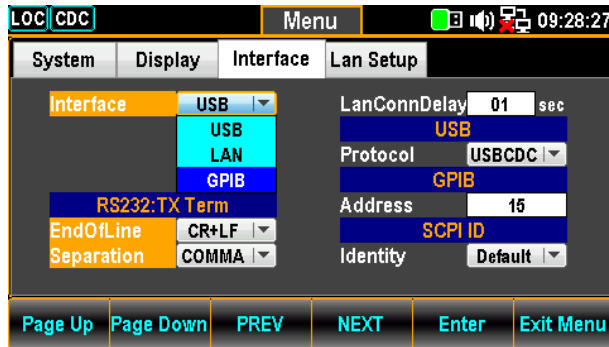 LOC CDC Menu 09:28:27
System Display Interface Lan Setup
Interface USB LanConnDelay 01 sec
USB USB
LAN Protocol USBCDC
GPIB GPIB
RS232:TX Term Address 15
EndOfLine CR+LF SCPI ID
Separation COMMA Identity Default
Page Up Page Down PREV NEXT Enter Exit Menu